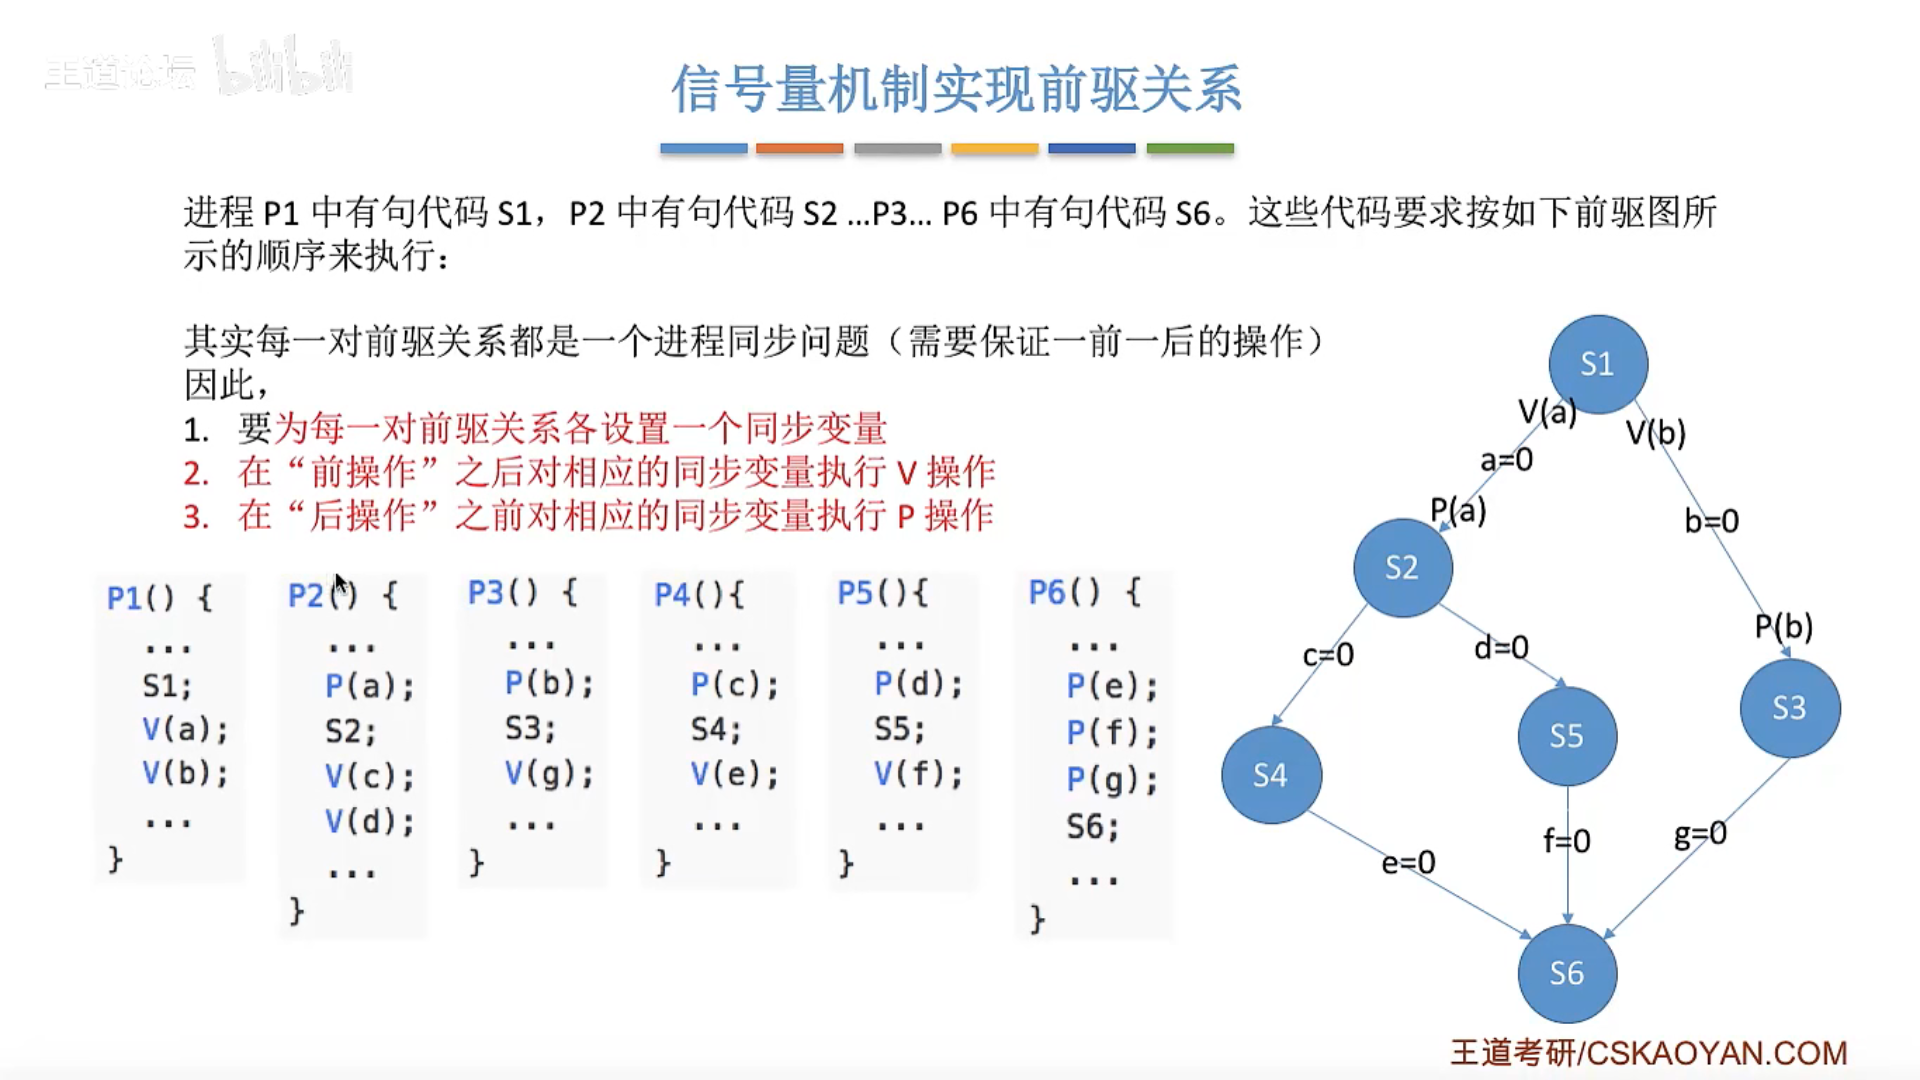 王道论坛 bilibili
信号量机制实现前驱关系
进程 P1 中有句代码 S1，P2 中有句代码 S2 ...P3... P6 中有句代码 S6。这些代码要求按如下前驱图所
示的顺序来执行：
其实每一对前驱关系都是一个进程同步问题（需要保证一前一后的操作）
因此，
1. 要为每一对前驱关系各设置一个同步变量
2. 在“前操作”之后对相应的同步变量执行 V 操作
3. 在“后操作”之前对相应的同步变量执行 P 操作
P1() {
...
S1;
V(a);
V(b);
...
}
P2() {
...
P(a);
S2;
V(c);
V(d);
...
}
P3() {
...
P(b);
S3;
V(g);
...
}
P4(){
...
P(c);
S4;
V(e);
...
}
P5(){
...
P(d);
S5;
V(f);
...
}
P6() {
...
P(e);
P(f);
P(g);
S6;
...
}
S1
V(a)
V(b)
a=0
P(a)
b=0
S2
P(b)
c=0
d=0
S3
S5
S4
e=0
f=0
g=0
S6
王道考研/CSKAOYAN.COM